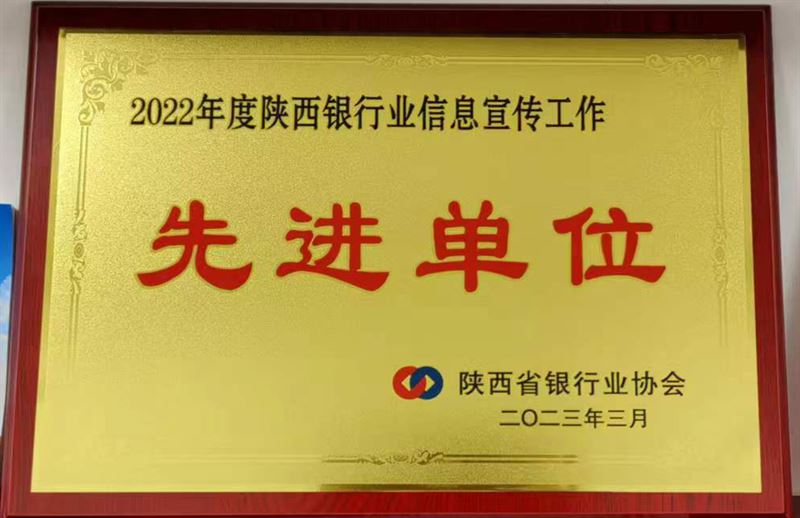 2022年度陕西银行业信息宣传工作
先进单位
陕西省银行业协会
二〇二三年三月